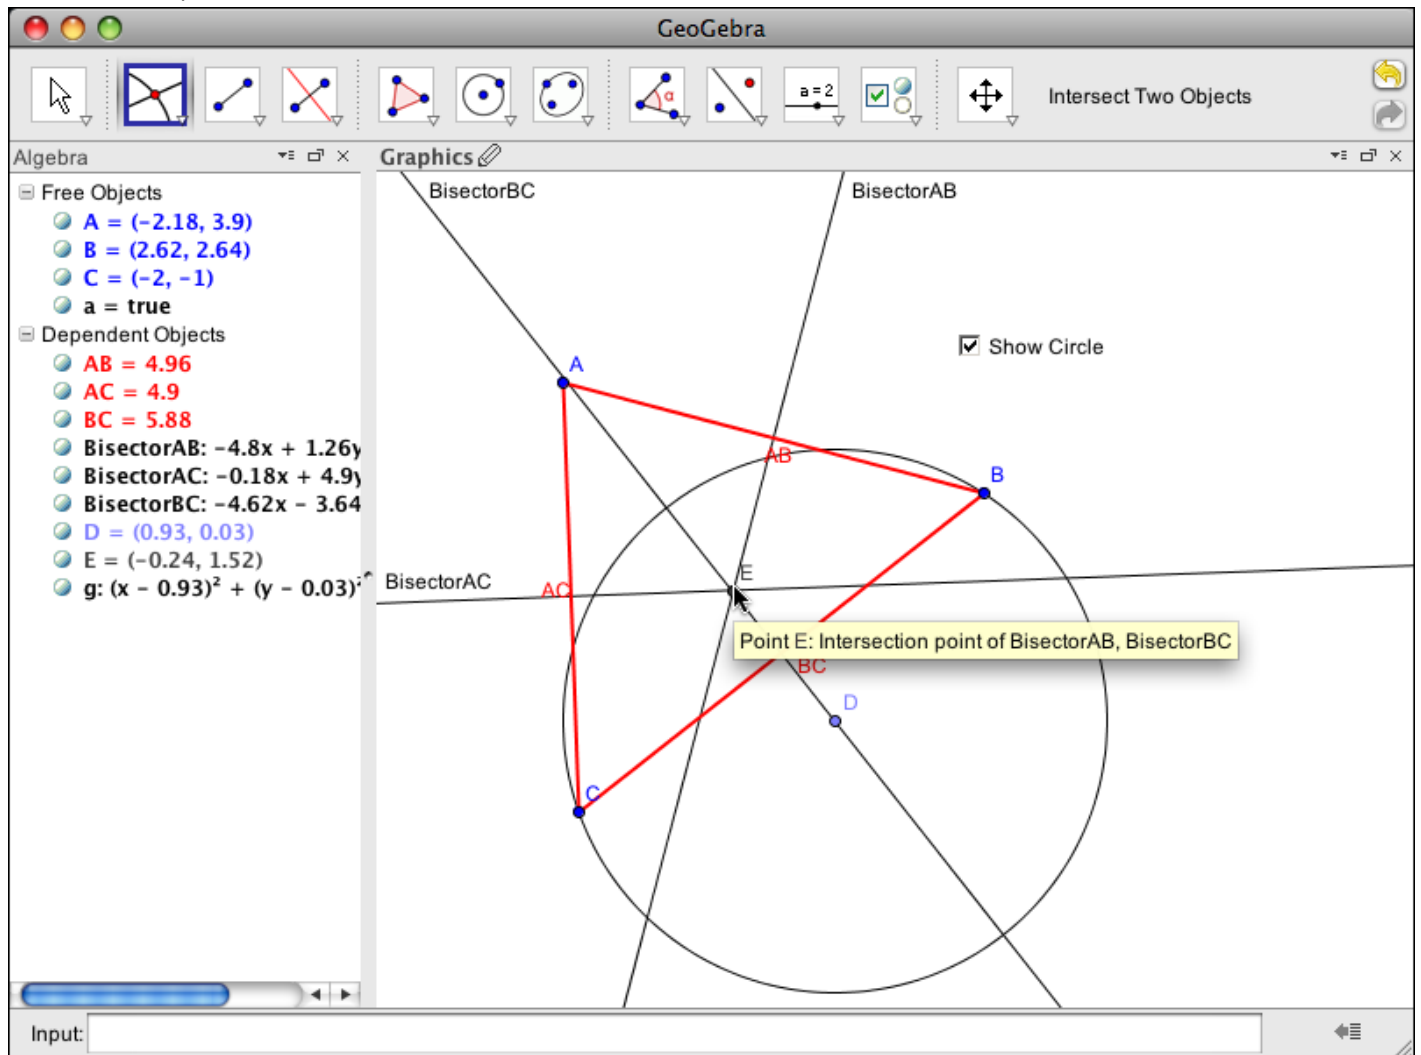 GeoGebra
a = 2
α
Intersect Two Objects
Algebra
Graphics
Free Objects
A = (-2.18, 3.9)
B = (2.62, 2.64)
C = (-2, -1)
a = true
Dependent Objects
AB = 4.96
AC = 4.9
BC = 5.88
BisectorAB: -4.8x + 1.26y
BisectorAC: -0.18x + 4.9y
BisectorBC: -4.62x - 3.64
D = (0.93, 0.03)
E = (-0.24, 1.52)
g: (x - 0.93)² + (y - 0.03)²
BisectorBC
BisectorAB
Show Circle
A
AB
B
E
BisectorAC
AC
Point E: Intersection point of BisectorAB, BisectorBC
BC
D
C
Input: